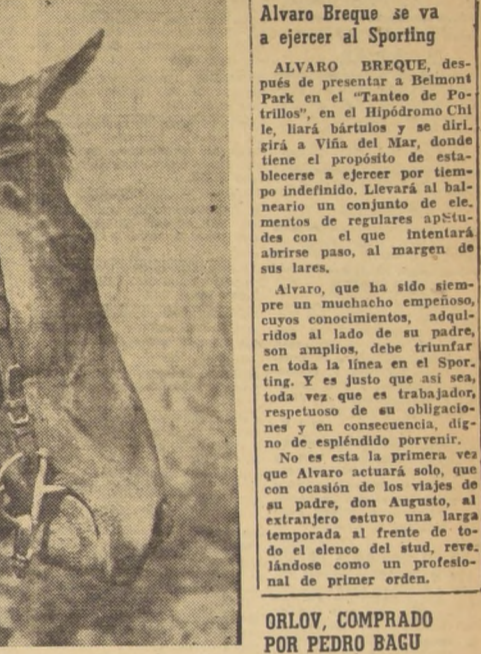 Alvaro Breque se va
a ejercer al Sporting
ALVARO BREQUE, des-
pués de presentar a Belmont
Park en el "Tanteo de Po-
trillos", en el Hipódromo Chi
le, liará bártulos y se diri.
girá a Viña del Mar, donde
tiene el propósito de esta-
blecerse a ejercer por tiem-
po indefinido. Llevará al bal-
neario un conjunto de ele.
mentos de regulares aptitu-
des con el que intentará
abrirse paso, al margen de
sus lares.
Alvaro, que ha sido siem-
pre un muchacho empeñoso,
cuyos conocimientos, adqui-
ridos al lado de su padre,
son amplios, debe triunfar
en toda la línea en el Spor.
ting. Y es justo que así sea,
toda vez que es trabajador,
respetuoso de su obligacio-
nes y en consecuencia, dig-
no de espléndido porvenir.
No es esta la primera vez
que Alvaro actuará solo, que
con ocasión de los viajes de
su padre, don Augusto, al
extranjero estuvo una larga
temporada al frente de to-
do el elenco del stud, reve.
lándose como un profesio-
nal de primer orden.
ORLOV, COMPRADO
POR PEDRO BAGU